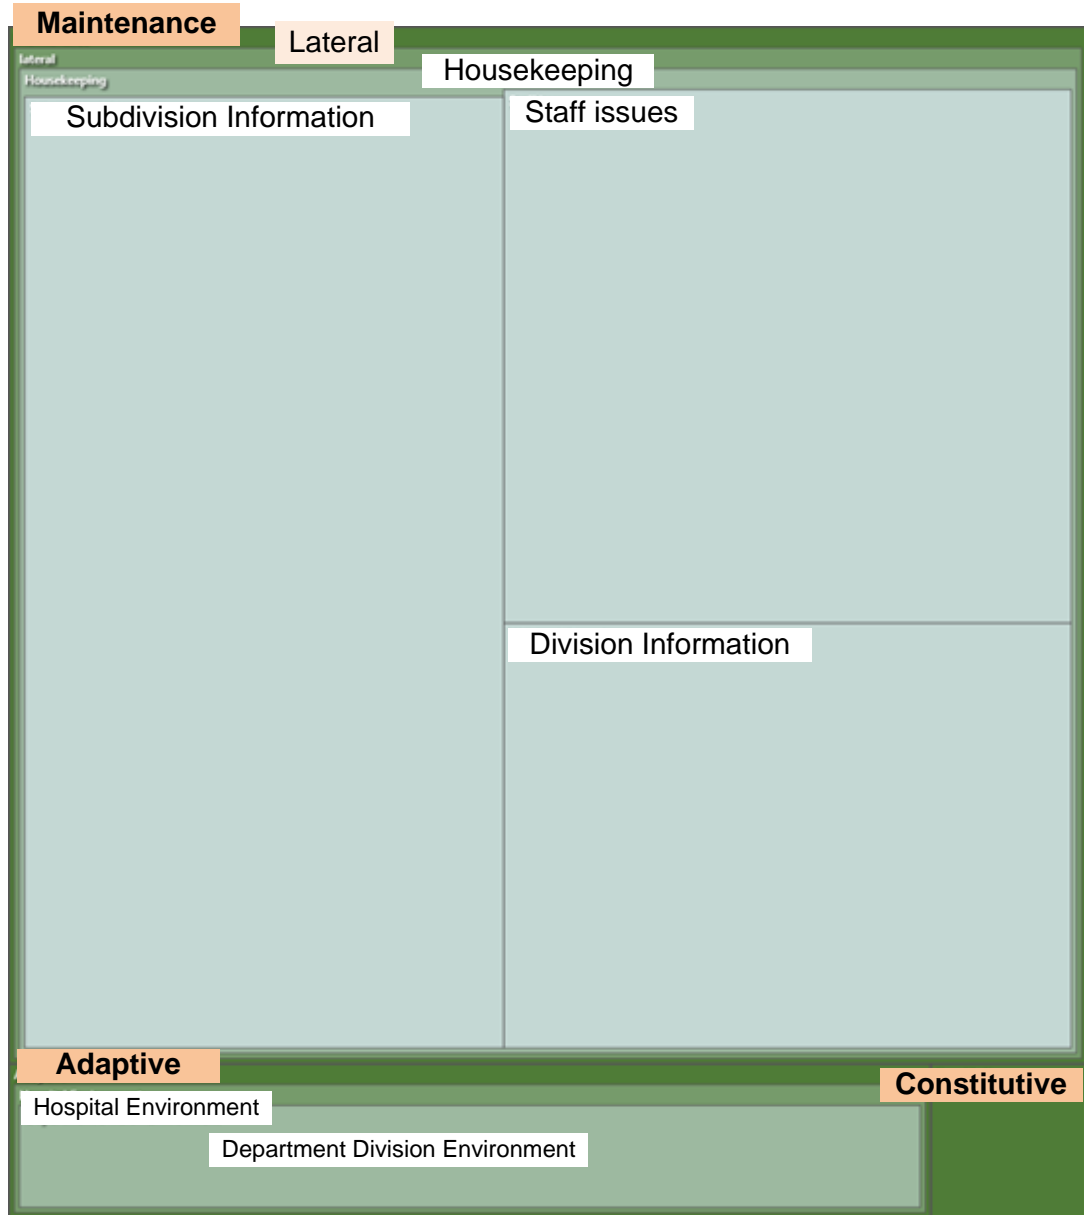 Maintenance
Lateral
lateral
Housekeeping
Housekeeping
Subdivision Information
Staff issues
Division Information
Adaptive
Constitutive
Hospital Environment
Department Division Environment